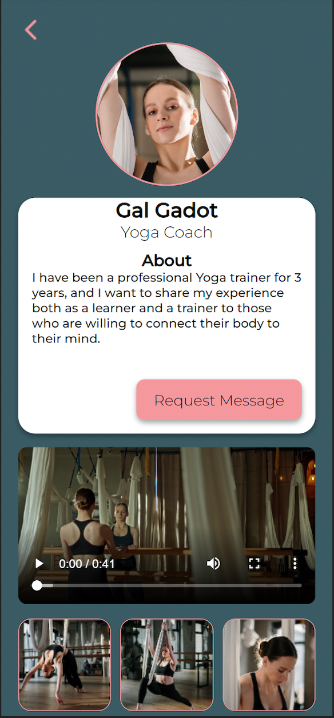 Gal Gadot
Yoga Coach
About
I have been a professional Yoga trainer for 3
years, and I want to share my experience
both as a learner and a trainer to those
who are willing to connect their body to
their mind.
Request Message
0:00 / 0:41